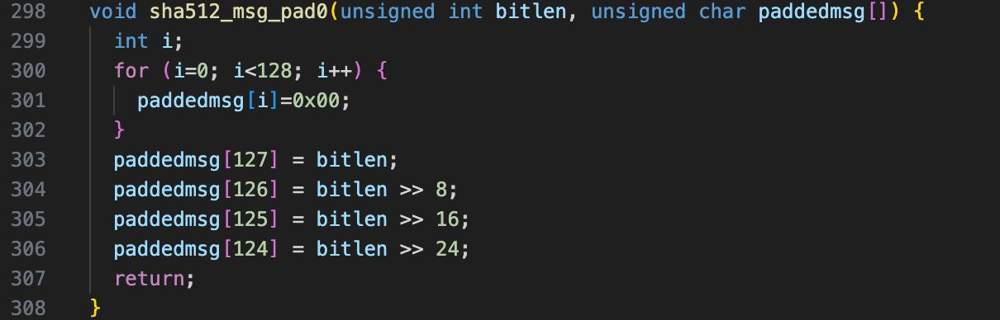 298 void sha512_msg_pad0(unsigned int bitlen, unsigned char paddedmsg[]) {
299 int i;
300 for (i=0; i<128; i++) {
301 paddedmsg[i]=0x00;
302 }
303 paddedmsg[127] = bitlen;
304 paddedmsg[126] = bitlen >> 8;
305 paddedmsg[125] = bitlen >> 16;
306 paddedmsg[124] = bitlen >> 24;
307 return;
308 }